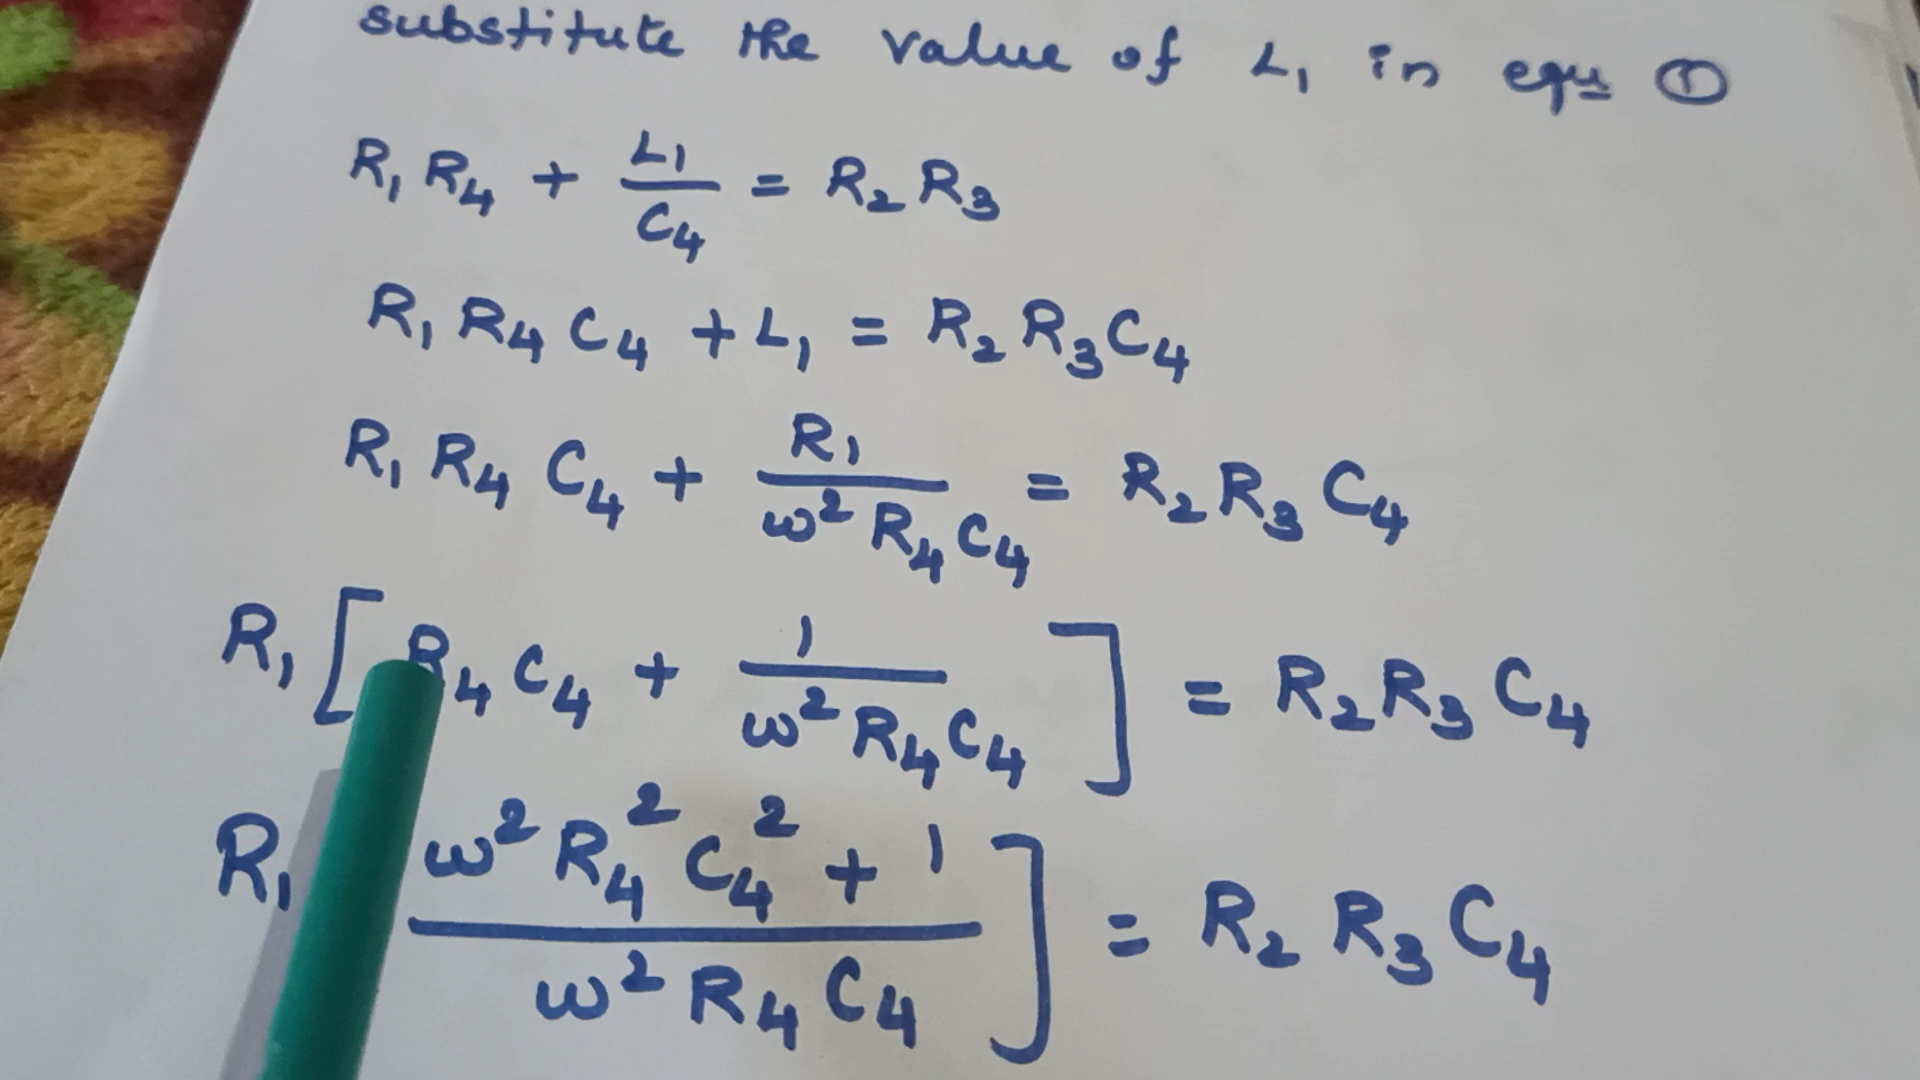 substitute the value of L₁ in equ ①
R₁ R₄ + L₁/C₄ = R₂ R₃
R₁ R₄ C₄ + L₁ = R₂ R₃ C₄
R₁ R₄ C₄ + R₁/(ω² R₄ C₄) = R₂ R₃ C₄
R₁ [R₄ C₄ + 1/(ω² R₄ C₄)] = R₂ R₃ C₄
R₁ (ω² R₄² C₄² + 1)/(ω² R₄ C₄)] = R₂ R₃ C₄